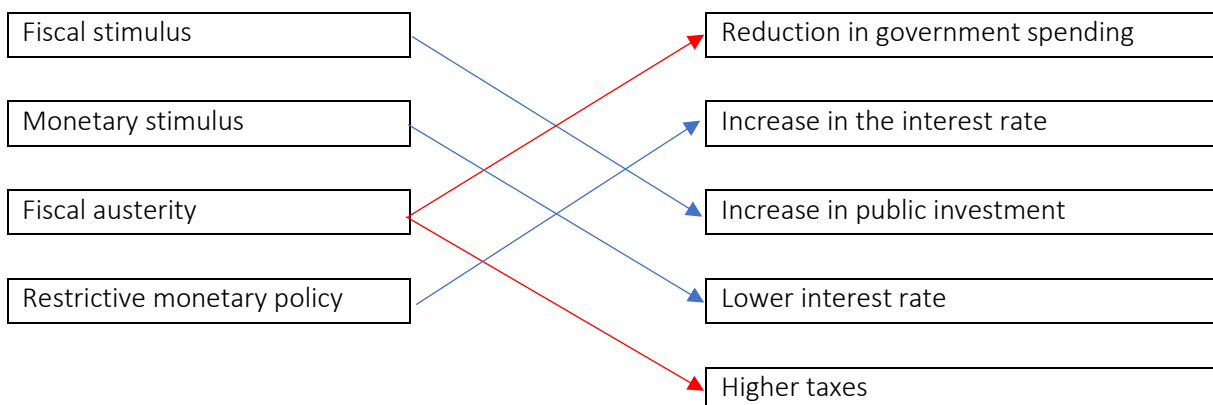 Fiscal stimulus
Reduction in government spending
Monetary stimulus
Increase in the interest rate
Fiscal austerity
Increase in public investment
Restrictive monetary policy
Lower interest rate
Higher taxes